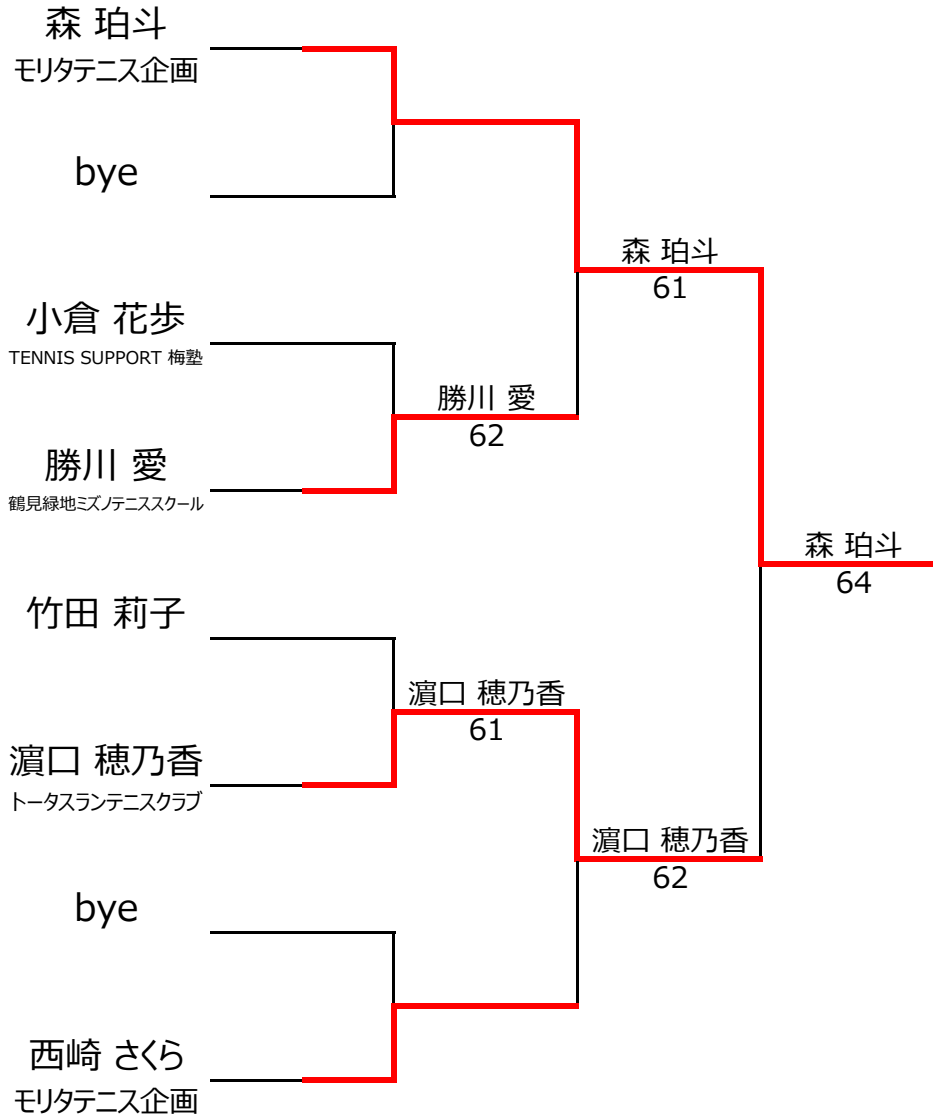 森 珀斗
モリタテニス企画
bye
小倉 花歩
TENNIS SUPPORT 梅塾
勝川 愛
鶴見緑地ミズノテニススクール
竹田 莉子
濵口 穂乃香
トータスランテニスクラブ
bye
西崎 さくら
モリタテニス企画
勝川 愛
62
濵口 穂乃香
61
森 珀斗
61
濵口 穂乃香
62
森 珀斗
64